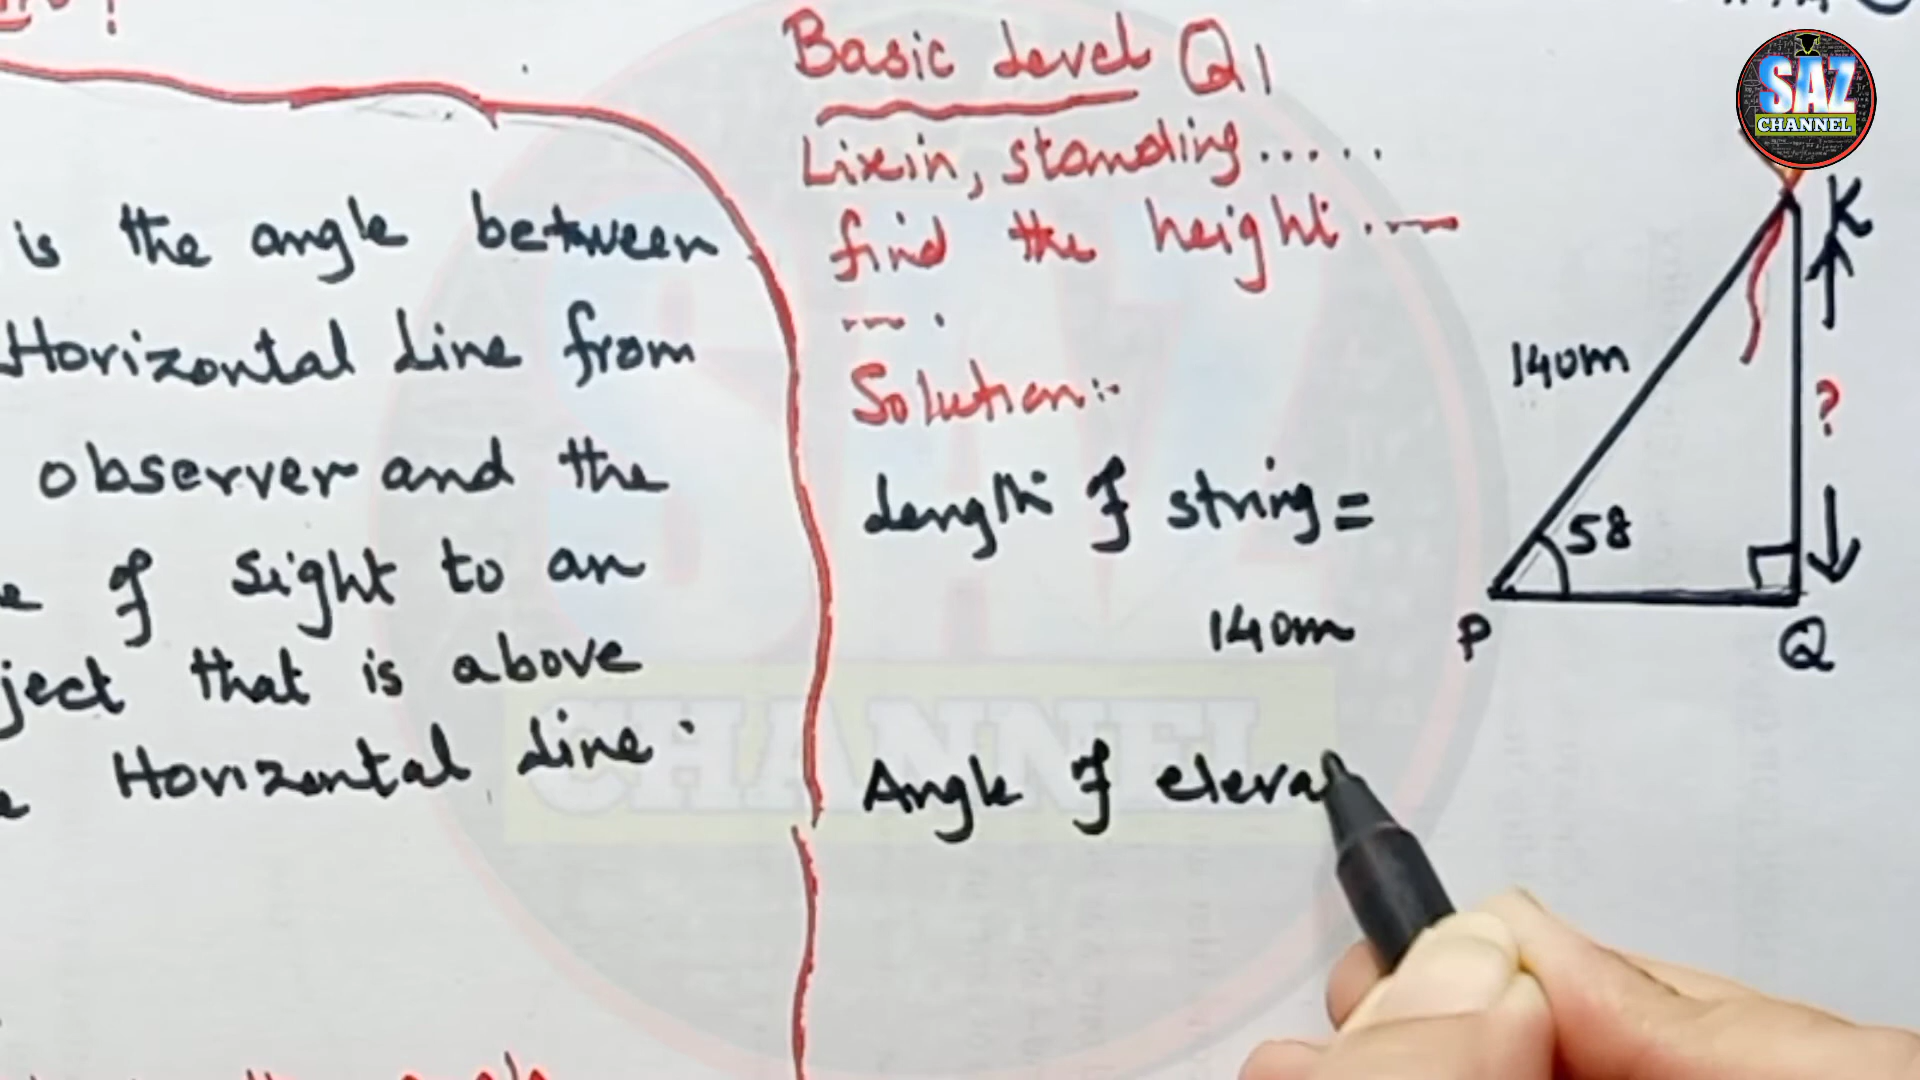 is the angle between
Horizontal Line from
observer and the
of sight to an
ject that is above
Horizontal Line.
Basic Level Q1
Lixin, standing.....
find the height.....
Solution:-
Length of string =
140m
Angle of eleva
K
140m
?
58
P
Q
SAZ
CHANNEL